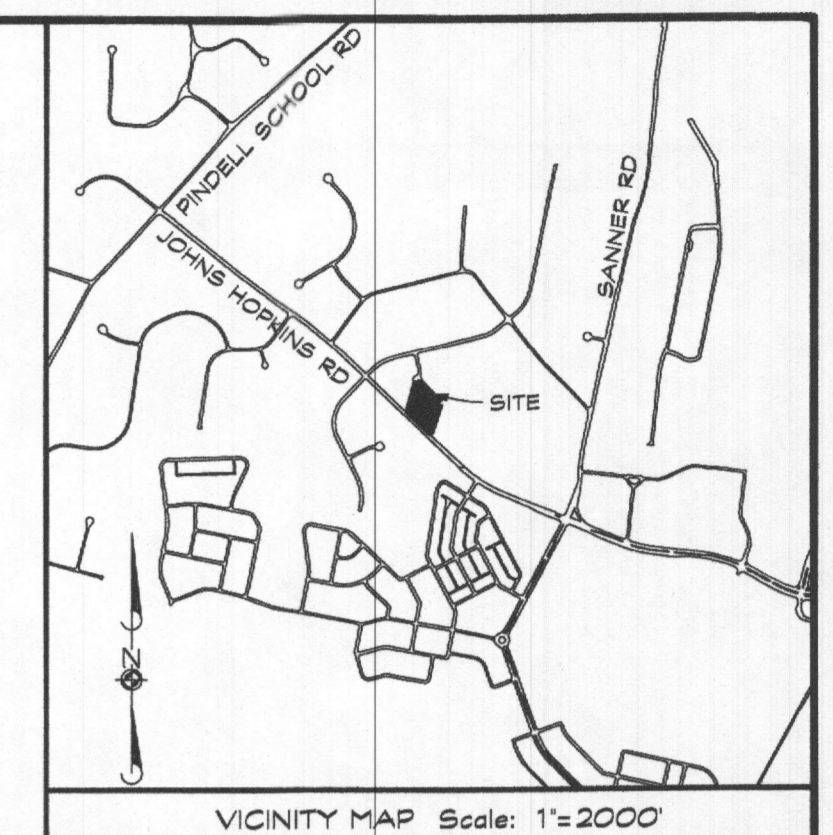 PINDELL SCHOOL RD
JOHNS HOPKINS RD
SANNER RD
SITE
N
VICINITY MAP Scale: 1"=2000'